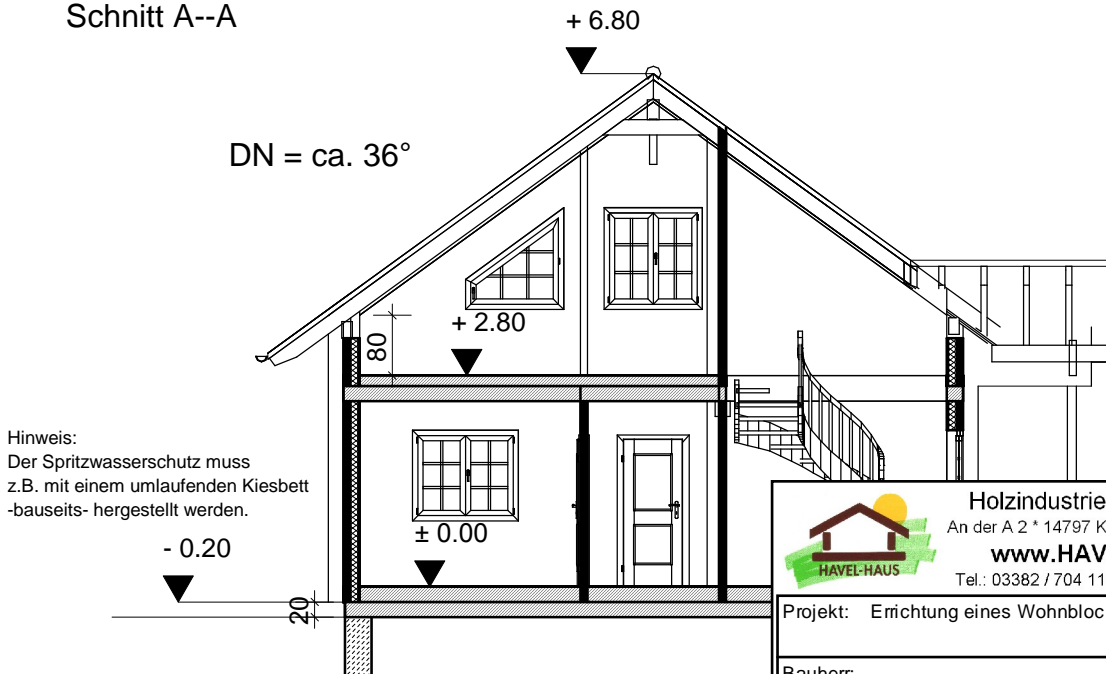 Schnitt A--A
+ 6.80
DN = ca. 36°
+ 2.80
80
Hinweis:
Der Spritzwasserschutz muss
z.B. mit einem umlaufenden Kiesbett
-bauseits- hergestellt werden.
± 0.00
- 0.20
20
HAVEL-HAUS
Holzindustrie
An der A 2 * 14797 K
www.HAV
Tel.: 03382 / 704 11
Projekt: Errichtung eines Wohnbloc
Bauherr: